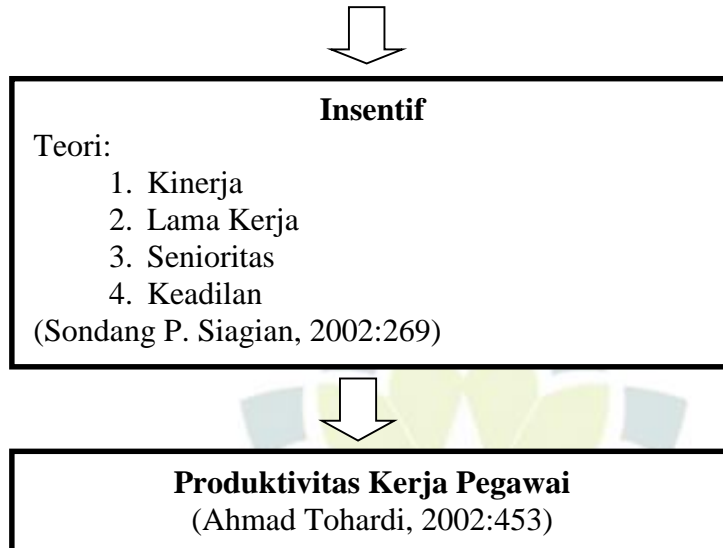 Insentif
Teori:
1. Kinerja
2. Lama Kerja
3. Senioritas
4. Keadilan
(Sondang P. Siagian, 2002:269)
Produktivitas Kerja Pegawai
(Ahmad Tohardi, 2002:453)